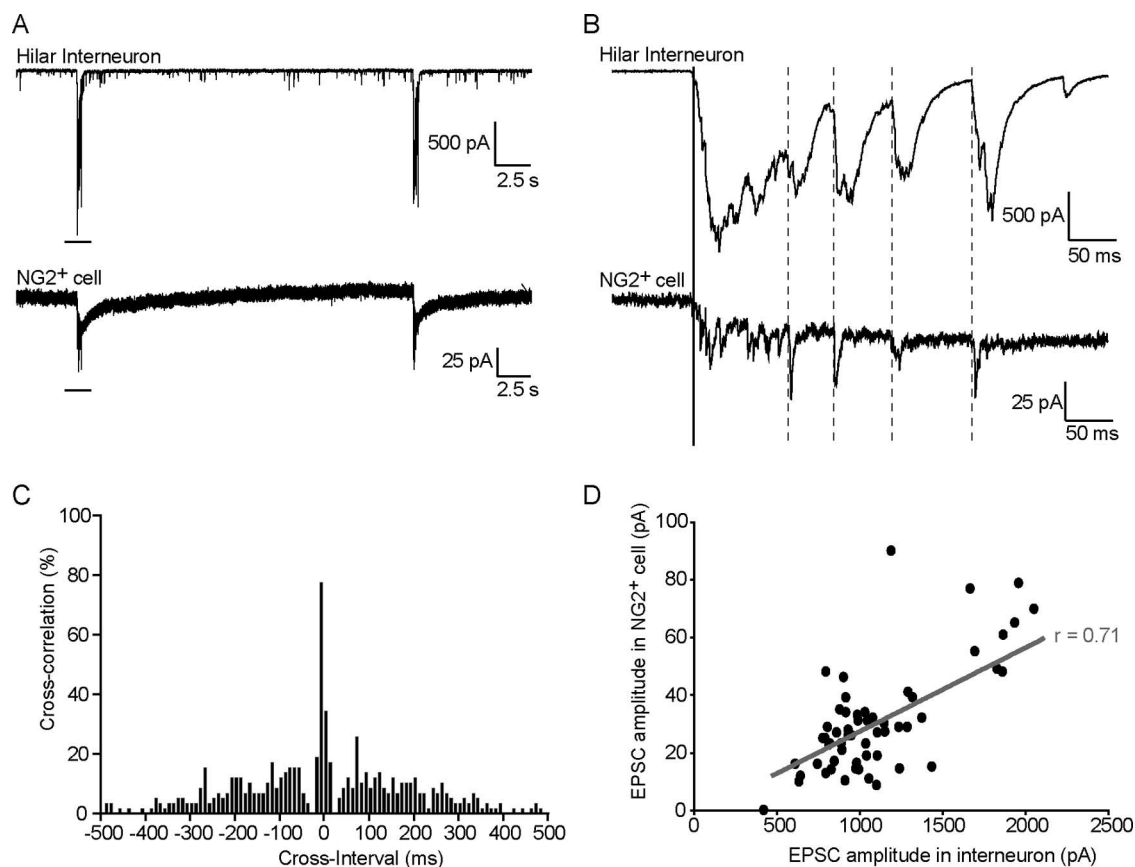 A
Hilar Interneuron
500 pA
2.5 s
NG2⁺ cell
25 pA
2.5 s
B
Hilar Interneuron
500 pA
50 ms
NG2⁺ cell
25 pA
50 ms
C
Cross-correlation (%)
100
80
60
40
20
0
-500 -400 -300 -200 -100 0 100 200 300 400 500
Cross-Interval (ms)
D
EPSC amplitude in NG2⁺ cell (pA)
100
80
60
40
20
0
r = 0.71
0 500 1000 1500 2000 2500
EPSC amplitude in interneuron (pA)